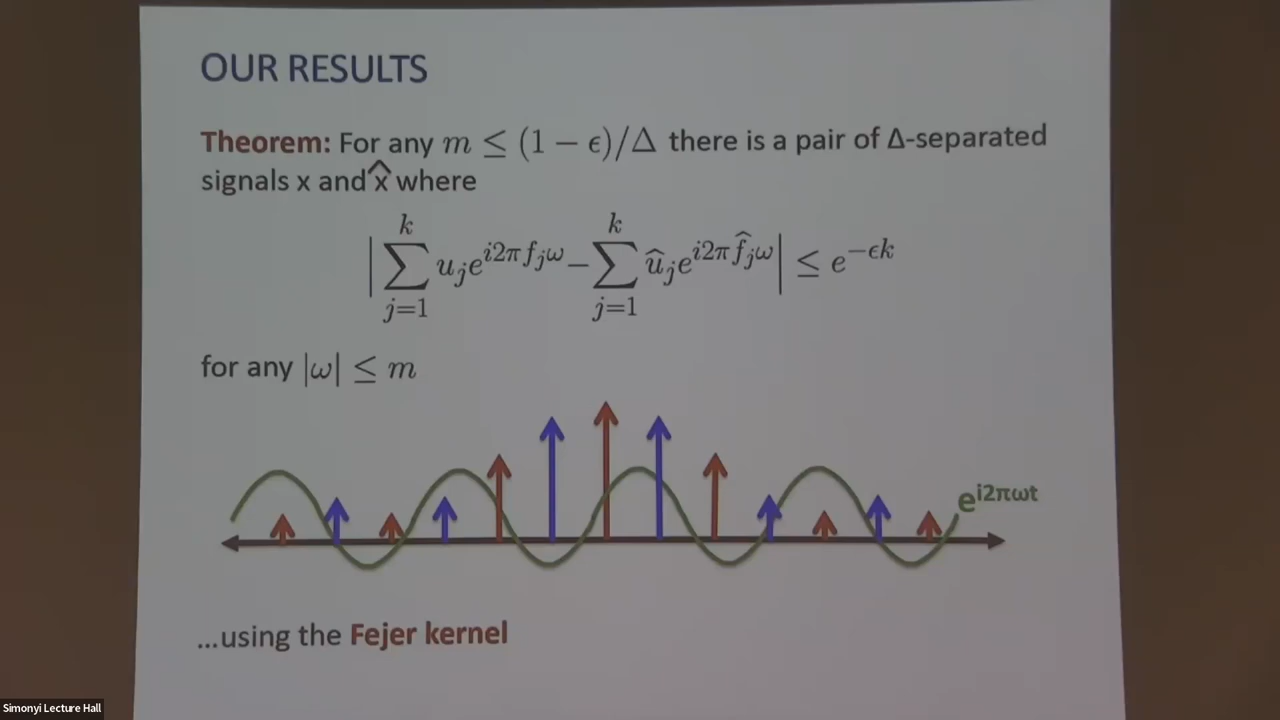 OUR RESULTS
Theorem: For any m ≤ (1 − ϵ)/Δ there is a pair of Δ-separated
signals x and x̂ where
|∑_{j=1}^{k} u_j e^{i2πf_jω} − ∑_{j=1}^{k} û_j e^{i2πf̂_jω}| ≤ e^{−ϵk}
for any |ω| ≤ m
e^{i2πωt}
...using the Fejer kernel
Simonyi Lecture Hall